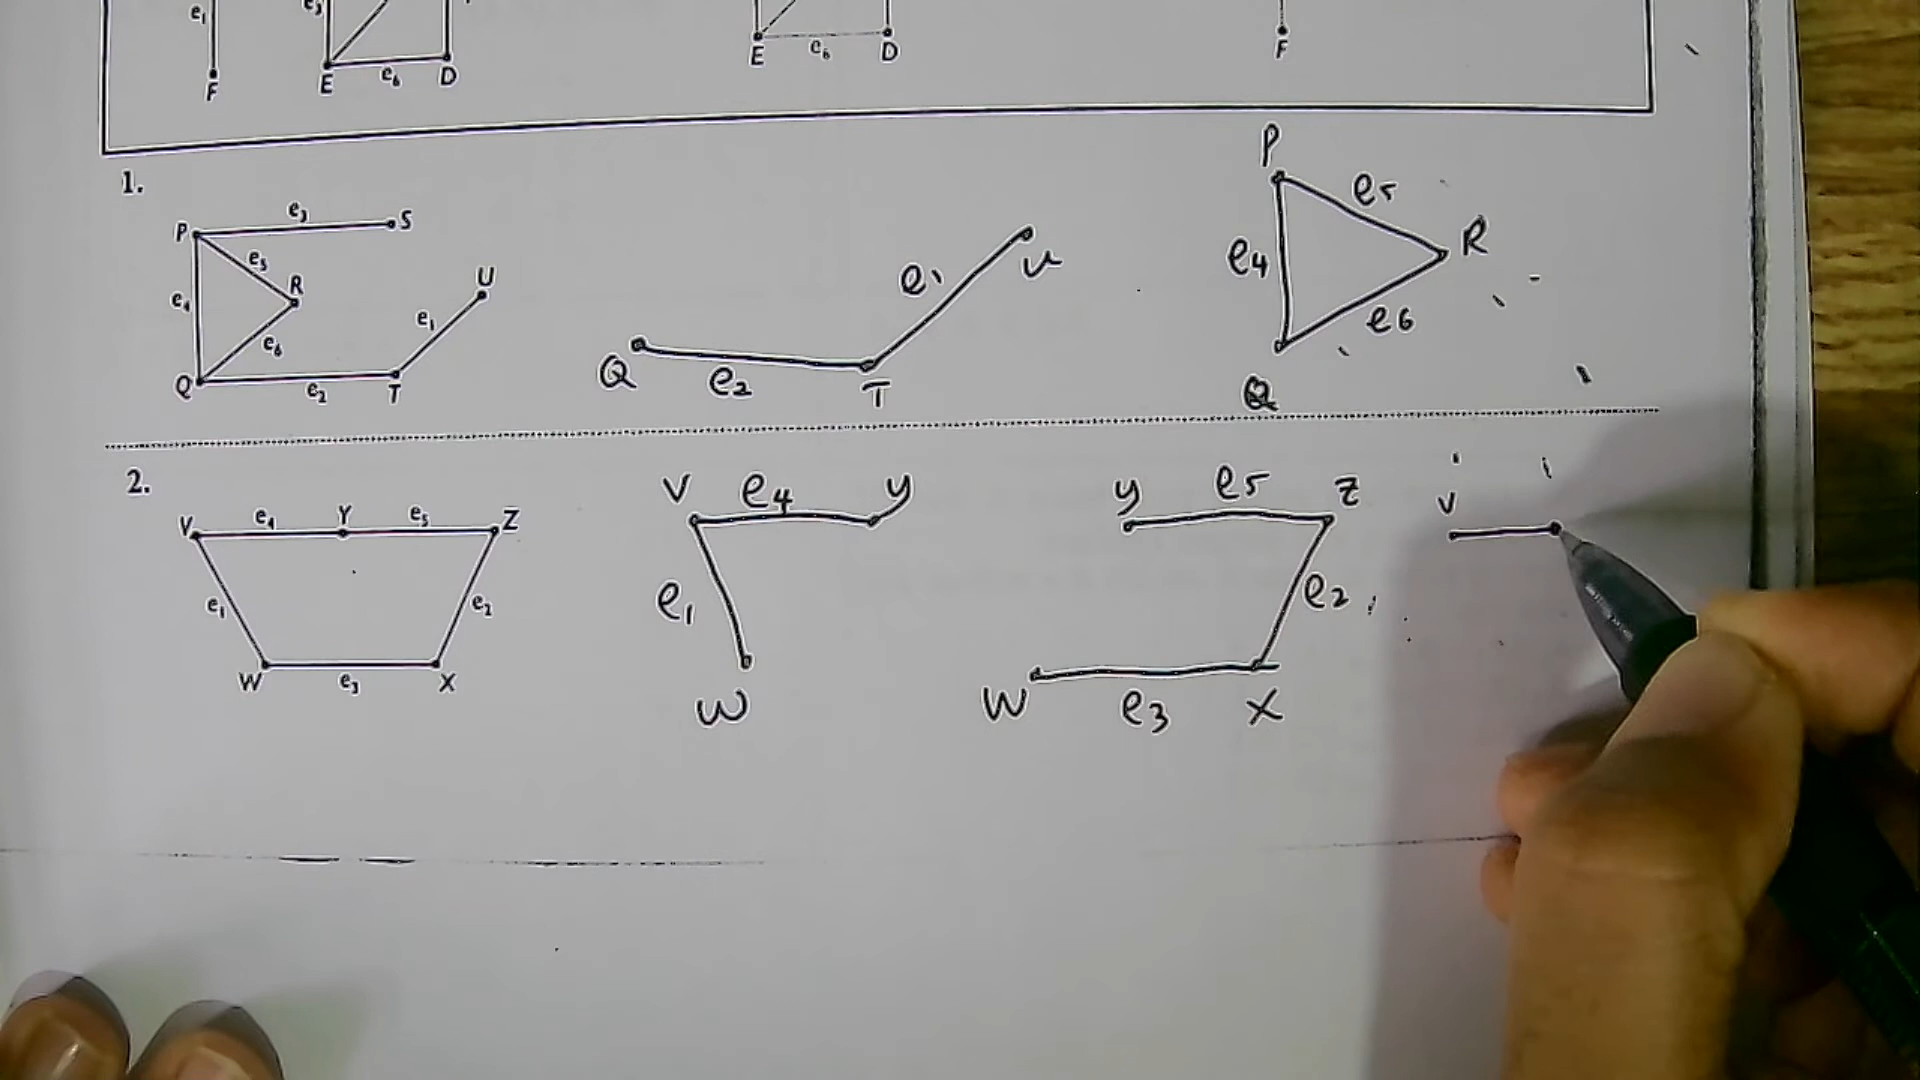 e₁ e₃
E e₆ D
F
E e₆ D
F
1.
P e₃ S
e₅
R
e₄
e₆
Q e₂ T
e₁
U
Q e₂ T
e₁ u
P
e₅
R
e₄
e6
Q
2.
V e₄ Y e₅ Z
e₁ e₂
W e₃ X
V e4 y
e1
W
y e5 Z
e2
W e3 X
V